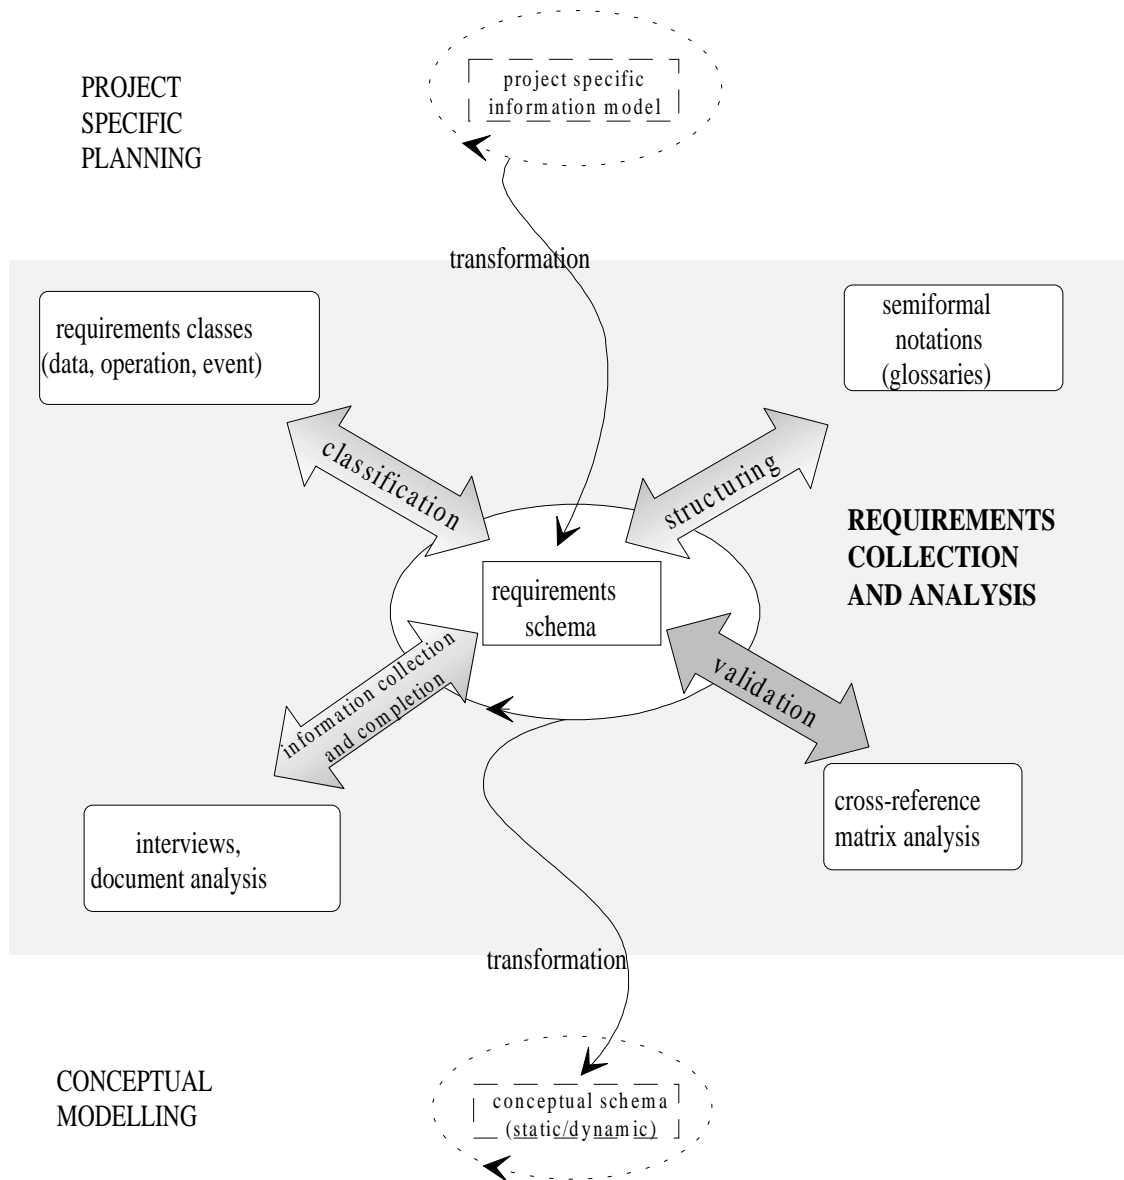 project specific
information model
PROJECT
SPECIFIC
PLANNING
transformation
requirements classes
(data, operation, event)
semiformal
notations
(glossaries)
classification
structuring
REQUIREMENTS
COLLECTION
AND ANALYSIS
requirements
schema
information collection
and completion
validation
interviews,
document analysis
cross-reference
matrix analysis
transformation
CONCEPTUAL
MODELLING
conceptual schema
(static/dynamic)